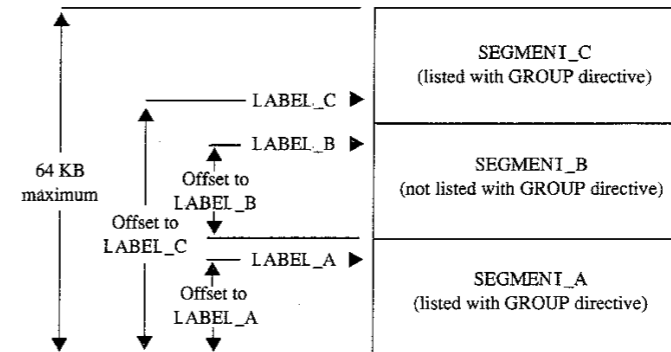 SEGMENT_C
(listed with GROUP directive)
LABEL_C
LABEL_B
64 KB
maximum
Offset to
LABEL_B
SEGMENT_B
(not listed with GROUP directive)
Offset to
LABEL_C
LABEL_A
Offset to
LABEL_A
SEGMENT_A
(listed with GROUP directive)